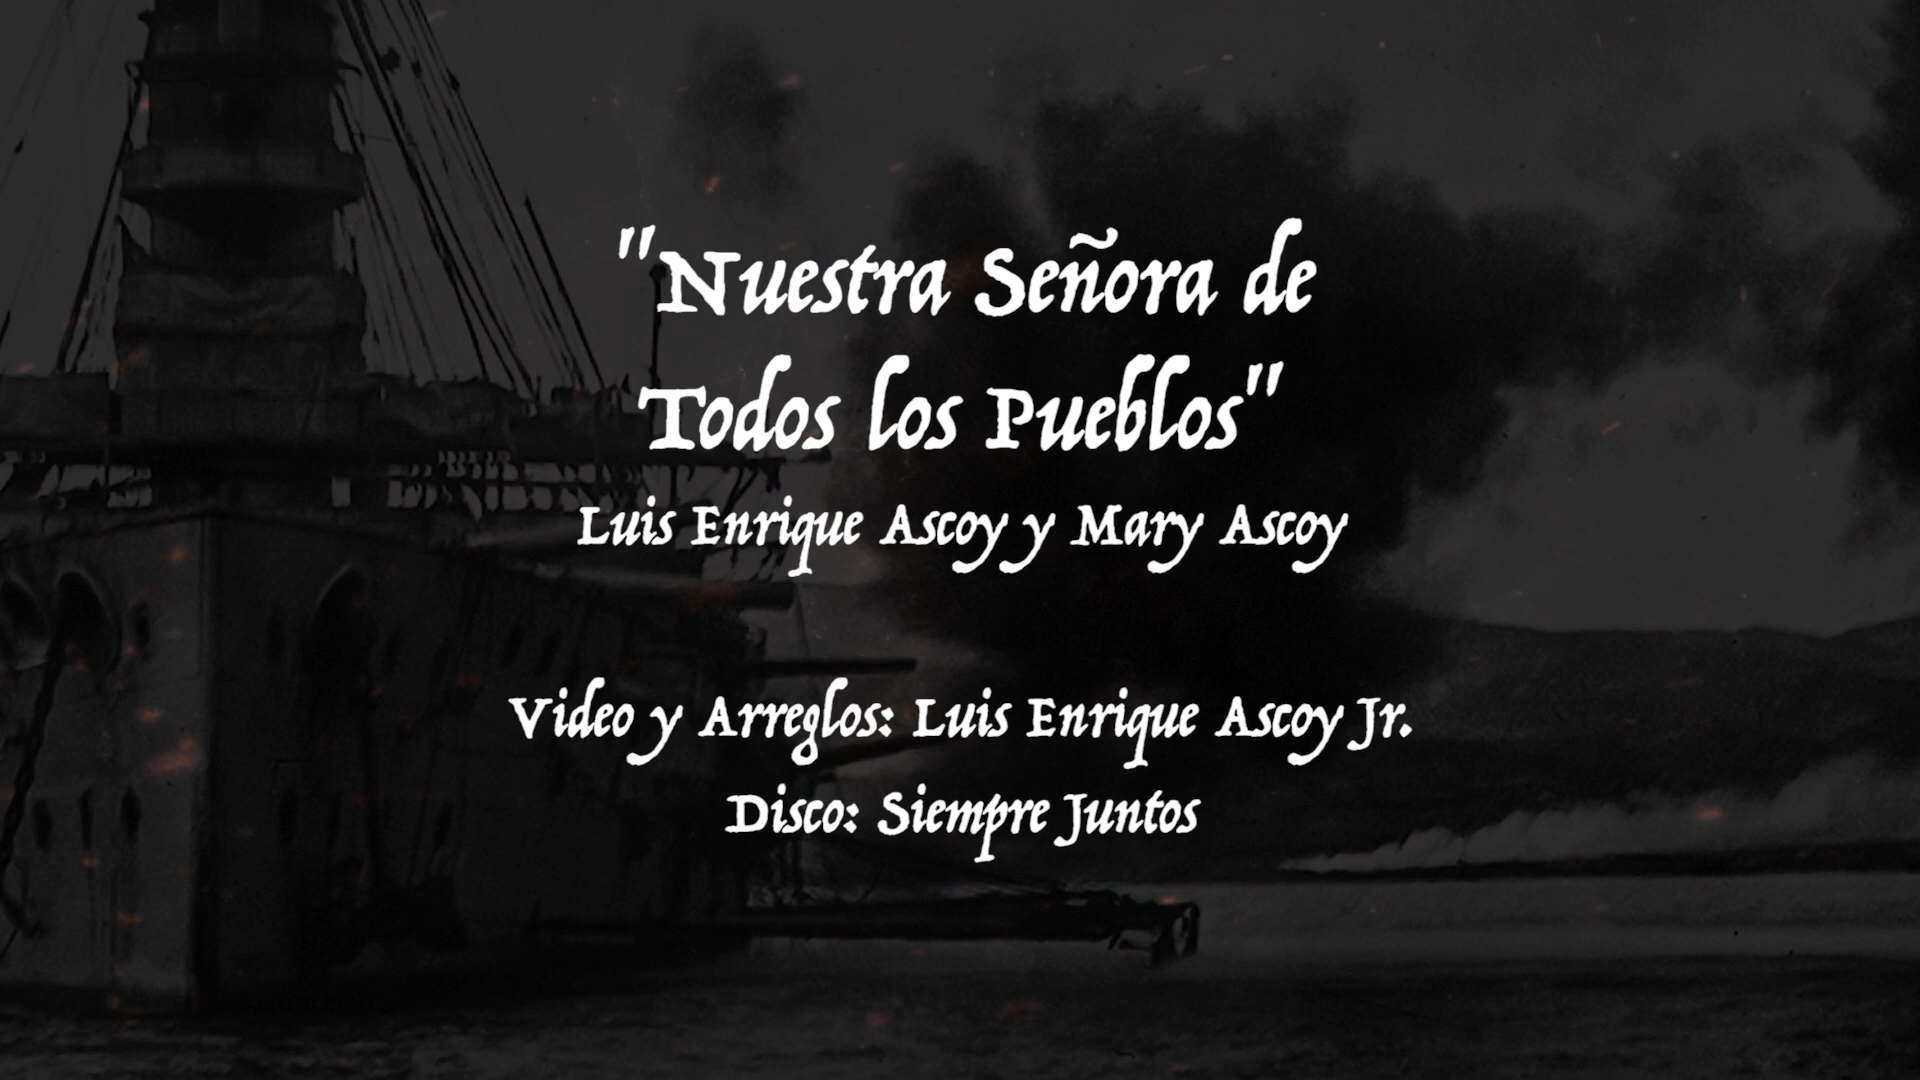 "Nuestra Señora de
Todos los Pueblos"
Luis Enrique Ascoy y Mary Ascoy
Video y Arreglos: Luis Enrique Ascoy Jr.
Disco: Siempre Juntos